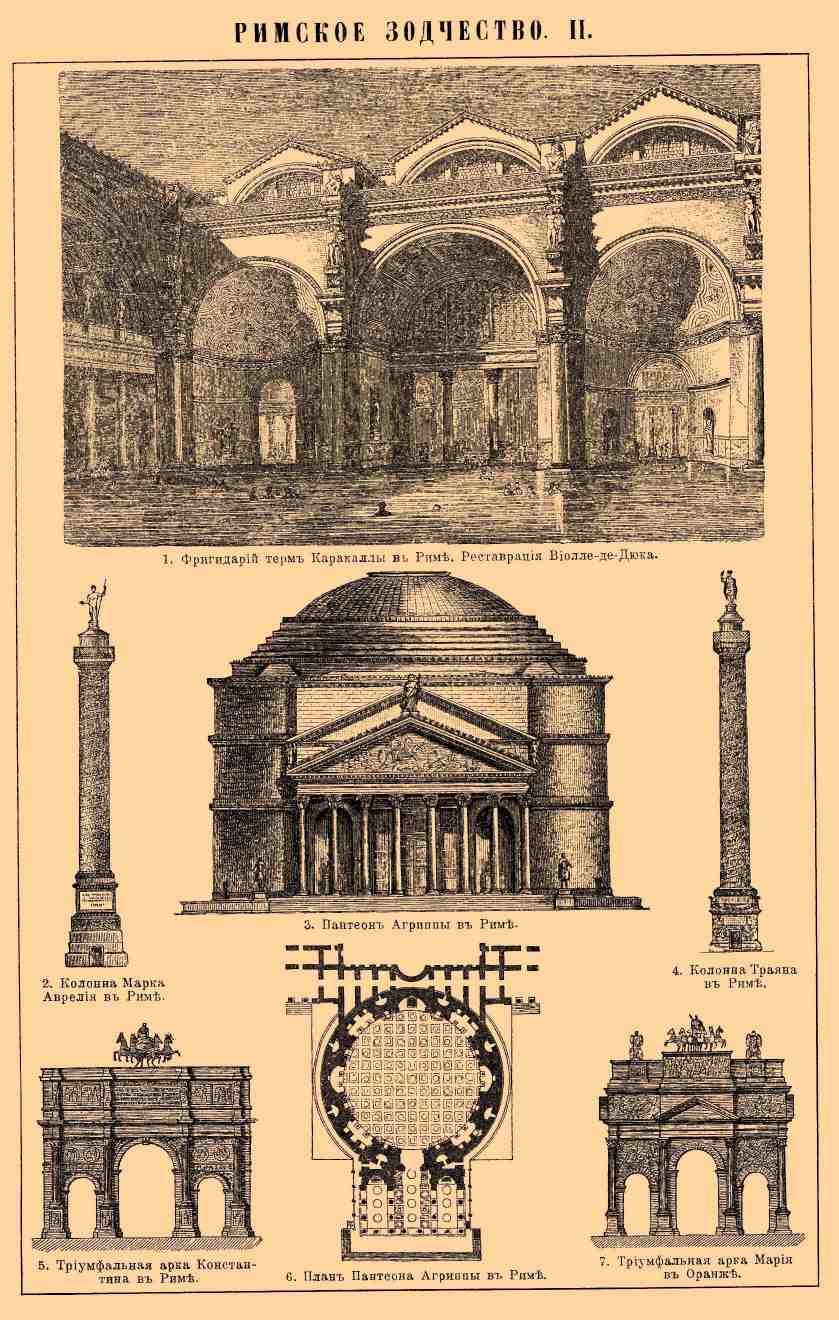 РИМСКОЕ ЗОДЧЕСТВО. II.
1. Фригидарій термъ Каракаллы въ Римѣ. Реставрація Віолле-де-Дюка.
3. Пантеонъ Агриппы въ Римѣ.
2. Колонна Марка
Аврелія въ Римѣ.
4. Колонна Траяна
въ Римѣ.
5. Тріумфальная арка Констан-
тина въ Римѣ.
6. Планъ Пантеона Агриппы въ Римѣ.
7. Тріумфальная арка Марія
въ Оранжѣ.